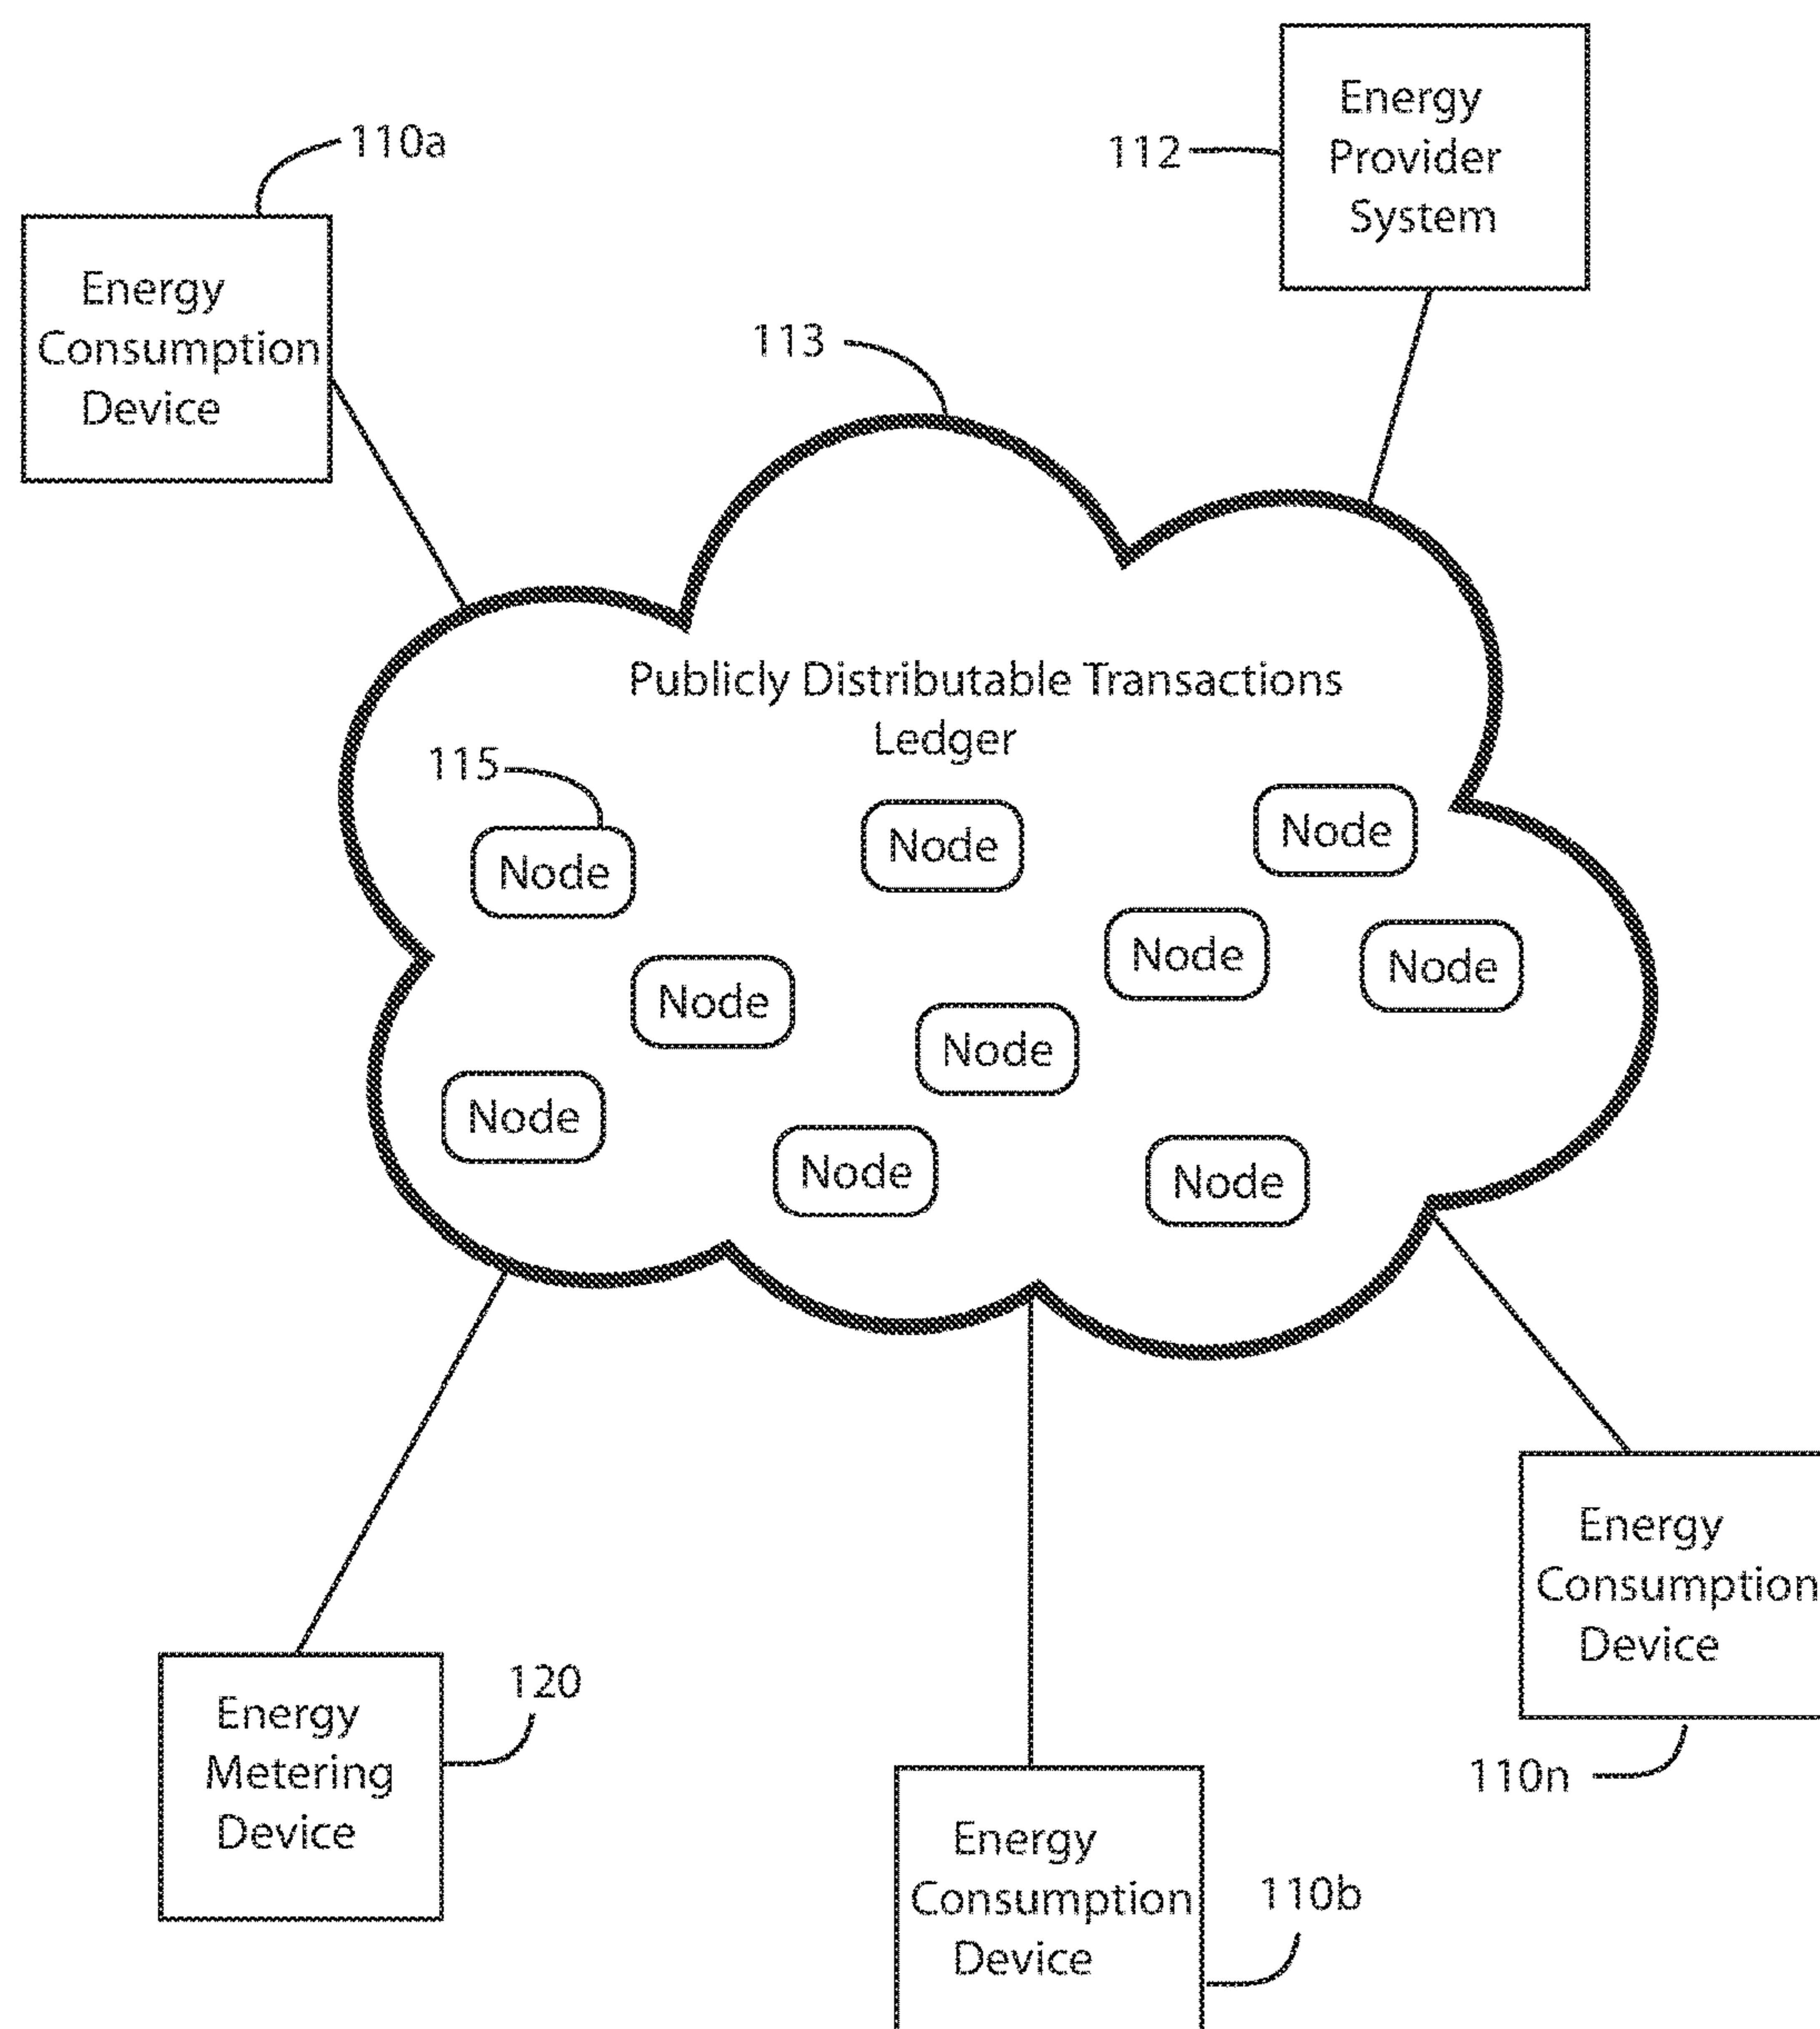 Energy
Provider
System
112
110a
Energy
Consumption
Device
113
Publicly Distributable Transactions
Ledger
115
Node
Node
Node
Node
Node
Node
Node
Node
Node
Node
Energy
Consumption
Device
110n
Energy
Metering
Device
120
Energy
Consumption
Device
110b